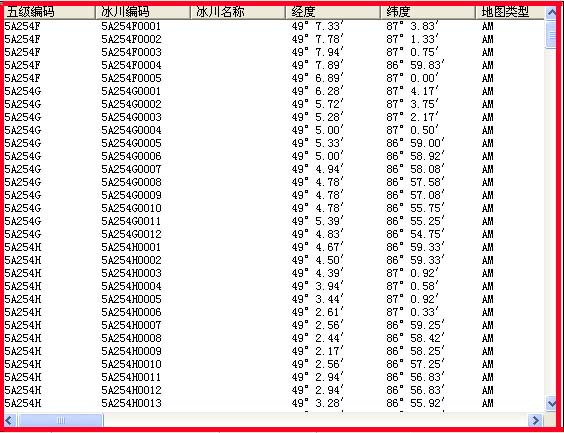 五级编码 冰川编码 冰川名称 经度 纬度 地图类型
5A254F 5A254F0001 49° 7.33′ 87° 3.83′ AM
5A254F 5A254F0002 49° 7.78′ 87° 1.33′ AM
5A254F 5A254F0003 49° 7.94′ 87° 0.75′ AM
5A254F 5A254F0004 49° 7.89′ 86° 59.83′ AM
5A254F 5A254F0005 49° 6.89′ 87° 0.00′ AM
5A254G 5A254G0001 49° 6.28′ 87° 4.17′ AM
5A254G 5A254G0002 49° 5.72′ 87° 3.75′ AM
5A254G 5A254G0003 49° 5.28′ 87° 2.17′ AM
5A254G 5A254G0004 49° 5.00′ 87° 0.50′ AM
5A254G 5A254G0005 49° 5.33′ 86° 59.00′ AM
5A254G 5A254G0006 49° 5.00′ 86° 58.92′ AM
5A254G 5A254G0007 49° 4.94′ 86° 58.08′ AM
5A254G 5A254G0008 49° 4.78′ 86° 57.58′ AM
5A254G 5A254G0009 49° 4.78′ 86° 57.08′ AM
5A254G 5A254G0010 49° 4.78′ 86° 55.75′ AM
5A254G 5A254G0011 49° 5.39′ 86° 55.25′ AM
5A254G 5A254G0012 49° 4.83′ 86° 54.75′ AM
5A254H 5A254H0001 49° 4.67′ 86° 59.33′ AM
5A254H 5A254H0002 49° 4.50′ 86° 59.33′ AM
5A254H 5A254H0003 49° 4.39′ 87° 0.92′ AM
5A254H 5A254H0004 49° 3.94′ 87° 0.58′ AM
5A254H 5A254H0005 49° 3.44′ 87° 0.92′ AM
5A254H 5A254H0006 49° 2.61′ 87° 0.33′ AM
5A254H 5A254H0007 49° 2.56′ 86° 59.25′ AM
5A254H 5A254H0008 49° 2.44′ 86° 58.42′ AM
5A254H 5A254H0009 49° 2.17′ 86° 58.25′ AM
5A254H 5A254H0010 49° 2.56′ 86° 57.25′ AM
5A254H 5A254H0011 49° 2.94′ 86° 56.83′ AM
5A254H 5A254H0012 49° 2.94′ 86° 56.83′ AM
5A254H 5A254H0013 49° 3.28′ 86° 55.92′ AM